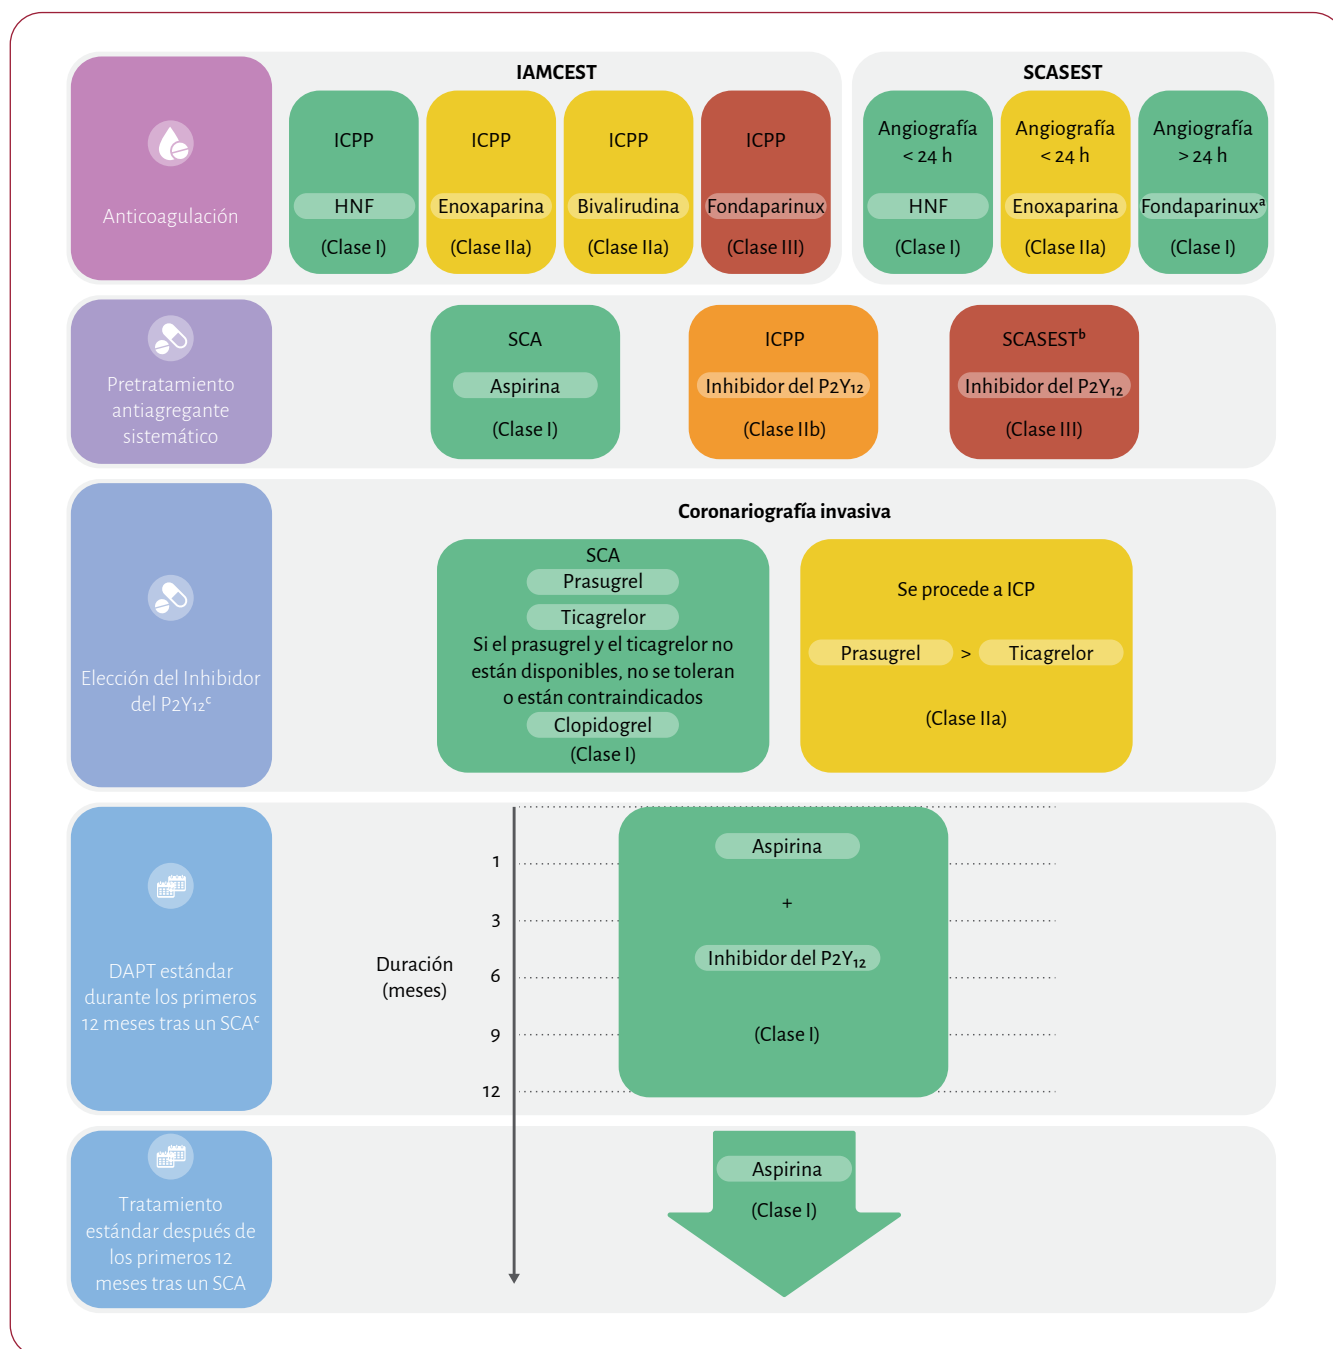 IAMCEST
SCASEST
Anticoagulación
ICPP
HNF
(Clase I)
ICPP
Enoxaparina
(Clase IIa)
ICPP
Bivalirudina
(Clase IIa)
ICPP
Fondaparinux
(Clase III)
Angiografía
< 24 h
HNF
(Clase I)
Angiografía
< 24 h
Enoxaparina
(Clase IIa)
Angiografía
> 24 h
Fondaparinuxᵃ
(Clase I)
Pretratamiento
antiagregante
sistemático
SCA
Aspirina
(Clase I)
ICPP
Inhibidor del P2Y₁₂
(Clase IIb)
SCASESTᵇ
Inhibidor del P2Y₁₂
(Clase III)
Elección del Inhibidor
del P2Y₁₂ᶜ
Coronariografía invasiva
SCA
Prasugrel
Ticagrelor
Si el prasugrel y el ticagrelor no
están disponibles, no se toleran
o están contraindicados
Clopidogrel
(Clase I)
Se procede a ICP
Prasugrel > Ticagrelor
(Clase IIa)
DAPT estándar
durante los primeros
12 meses tras un SCAᶜ
Duración
(meses)
1
3
6
9
12
Aspirina
+
Inhibidor del P2Y₁₂
(Clase I)
Tratamiento
estándar después de
los primeros 12
meses tras un SCA
Aspirina
(Clase I)